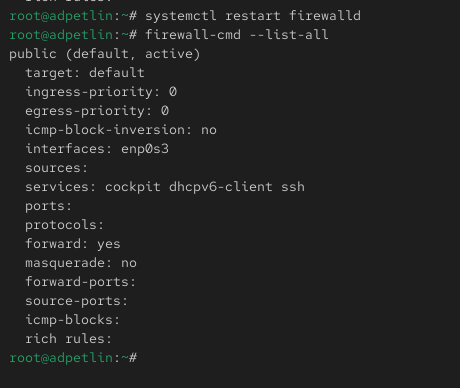 root@adpetlin:~# systemctl restart firewalld
root@adpetlin:~# firewall-cmd --list-all
public (default, active)
  target: default
  ingress-priority: 0
  egress-priority: 0
  icmp-block-inversion: no
  interfaces: enp0s3
  sources:
  services: cockpit dhcpv6-client ssh
  ports:
  protocols:
  forward: yes
  masquerade: no
  forward-ports:
  source-ports:
  icmp-blocks:
  rich rules:
root@adpetlin:~#